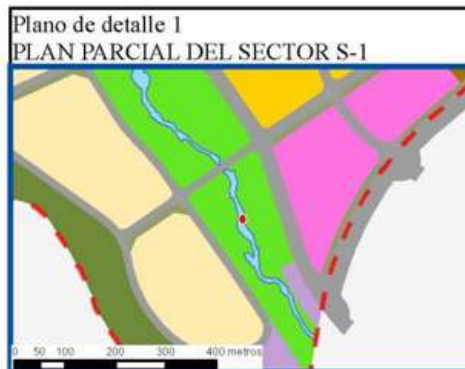 Plano de detalle 1
PLAN PARCIAL DEL SECTOR S-1
0 50 100 200 300 400 metros